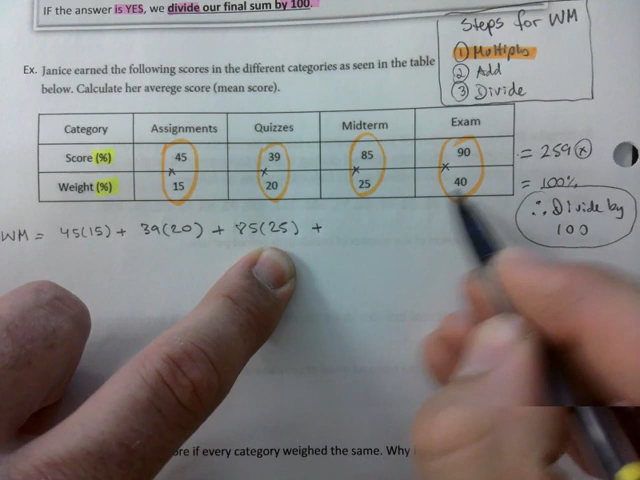 IF the answer is YES, we divide our final sum by 100.
Steps for WM
① Multiply
② Add
③ Divide
Ex. Janice earned the following scores in the different categories as seen in the table
below. Calculate her averege score (mean score).
Category Assignments Quizzes Midterm Exam
Score (%) 45 39 85 90 = 259 ⓧ
x x x x
Weight (%) 15 20 25 40 = 100%
∴ Divide by
100
WM = 45(15) + 39(20) + 85(25) +
ore if every category weighed the same. Why